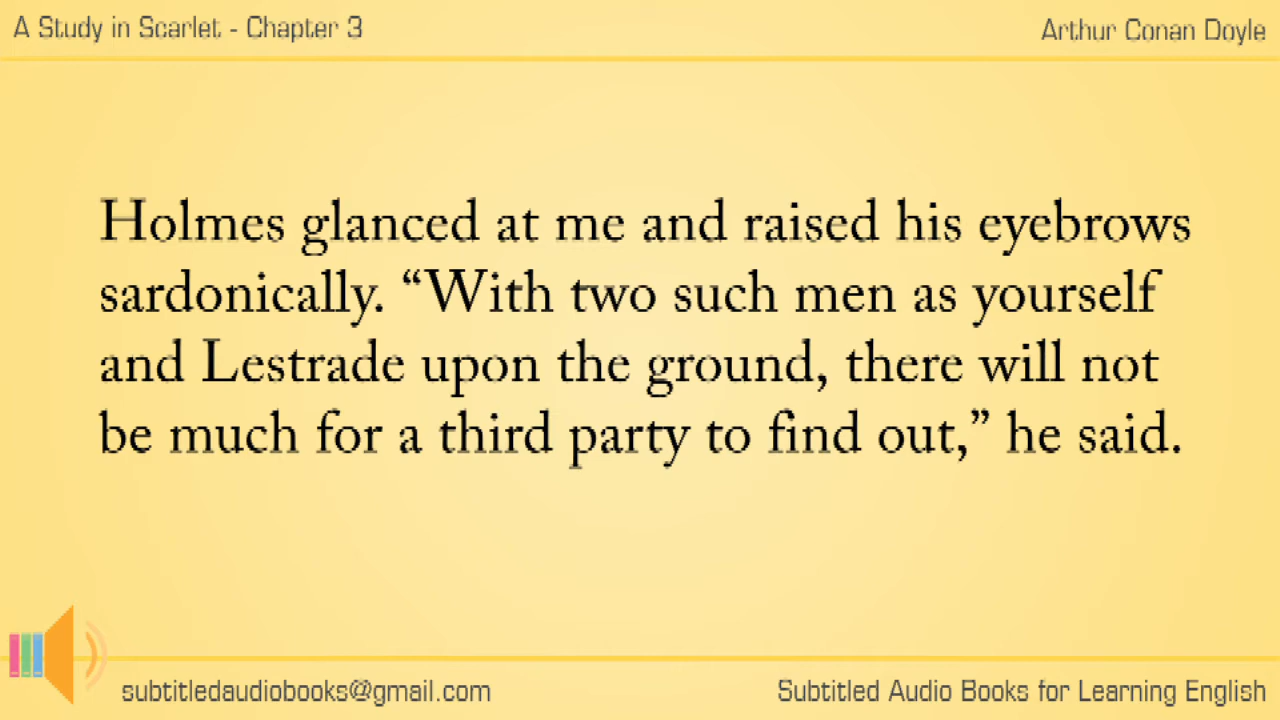 A Study in Scarlet - Chapter 3
Arthur Conan Doyle
Holmes glanced at me and raised his eyebrows
sardonically. “With two such men as yourself
and Lestrade upon the ground, there will not
be much for a third party to find out,” he said.
subtitledaudiobooks@gmail.com
Subtitled Audio Books for Learning English